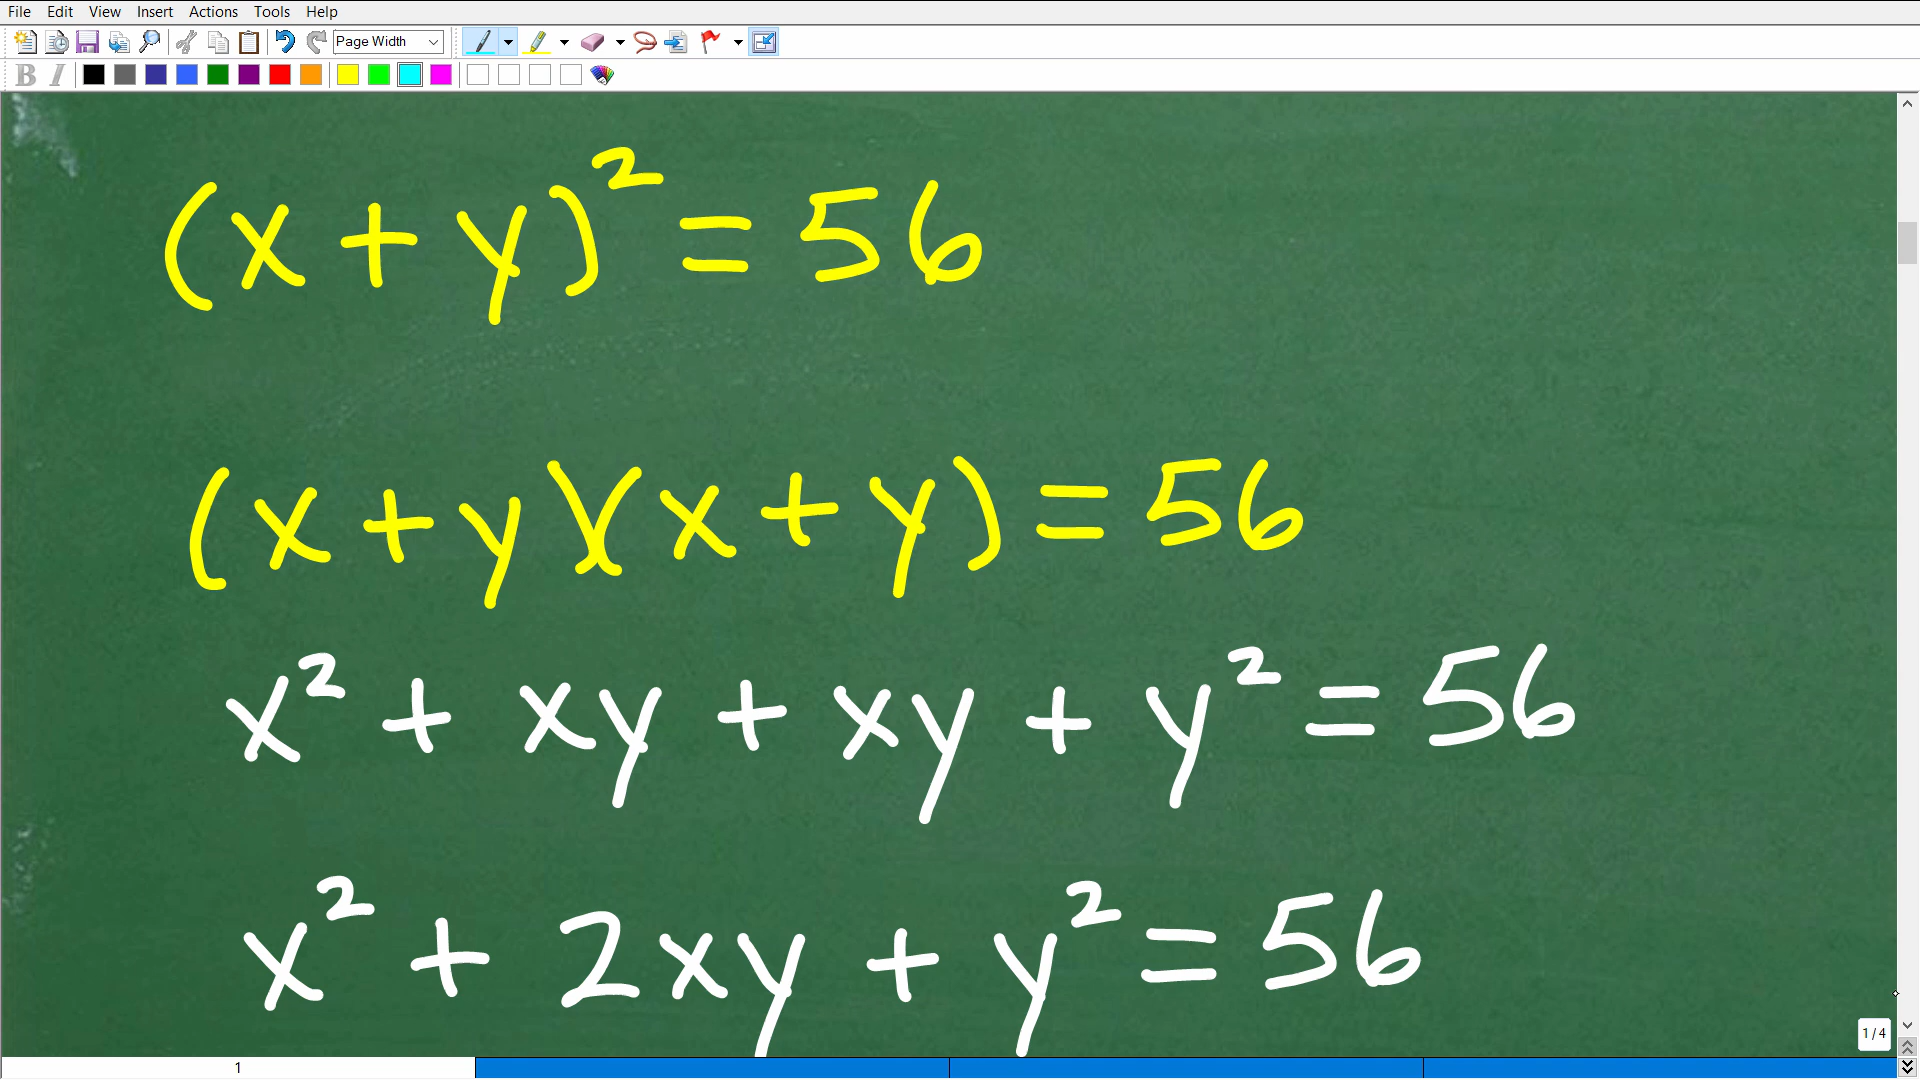 File Edit View Insert Actions Tools Help
Page Width
B I
(x + y)² = 56
(x + y)(x + y) = 56
x² + xy + xy + y² = 56
x² + 2xy + y² = 56
1 / 4
1